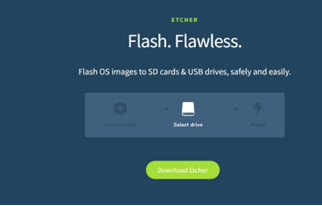 ETCHER
Flash. Flawless.
Flash OS images to SD cards & USB drives, safely and easily.
Select drive
Download Etcher